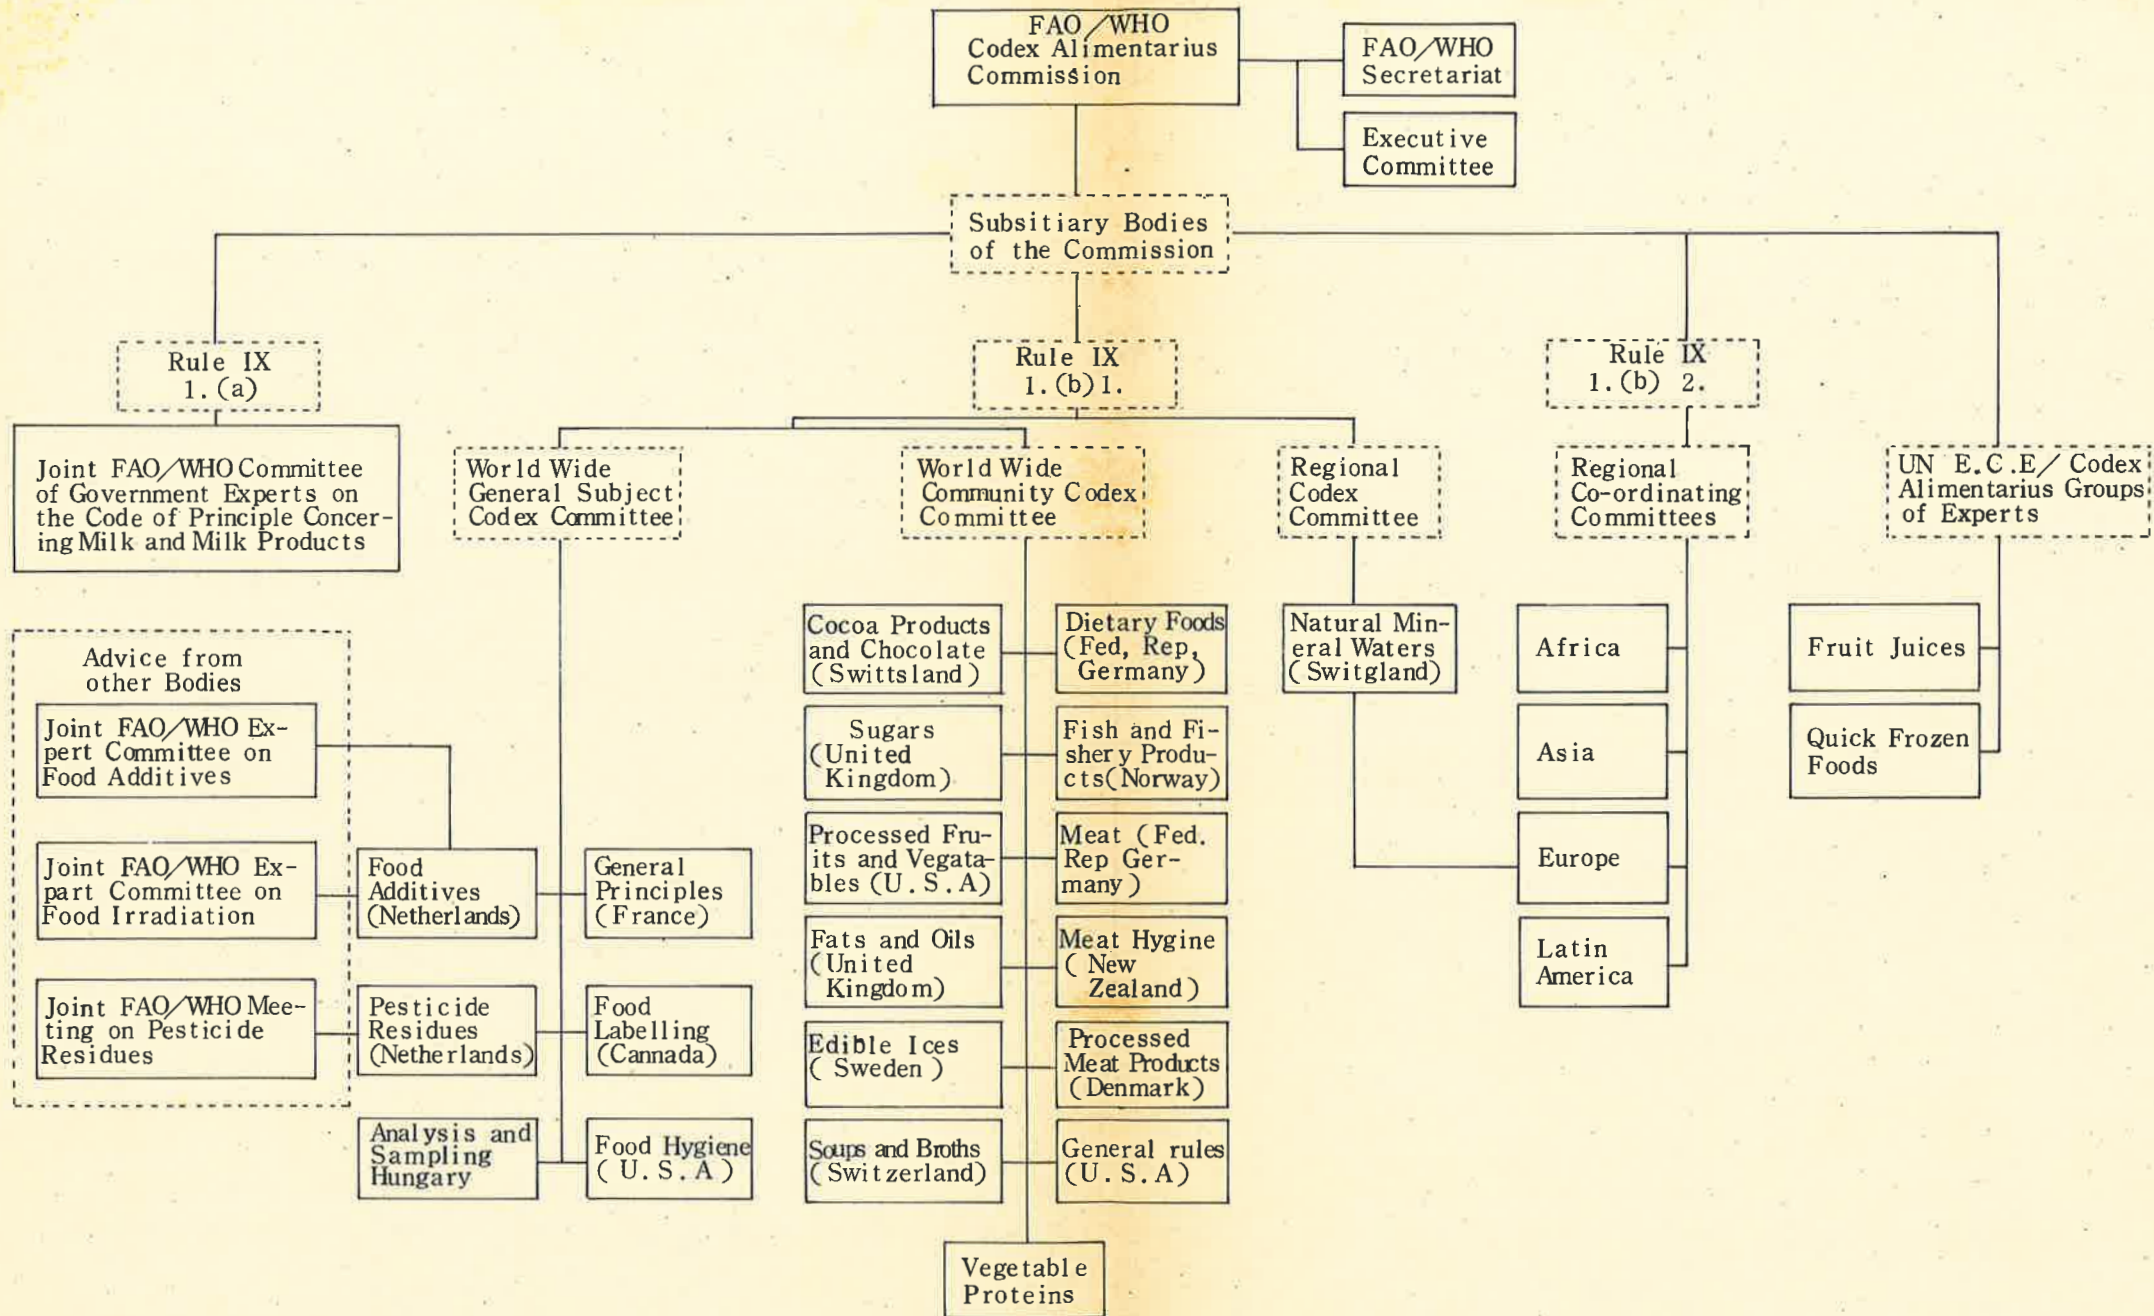 FAO/WHO
Codex Alimentarius
Commission
FAO/WHO
Secretariat
Executive
Committee
Subsitiary Bodies
of the Commission
Rule IX
1.(a)
Rule IX
1.(b)1.
Rule IX
1.(b) 2.
Joint FAO/WHO Committee
of Government Experts on
the Code of Principle Concer-
ing Milk and Milk Products
World Wide
General Subject
Codex Committee
World Wide
Community Codex
Committee
Regional
Codex
Committee
Regional
Co-ordinating
Committees
UN E.C.E/ Codex
Alimentarius Groups
of Experts
Advice from
other Bodies
Joint FAO/WHO Ex-
pert Committee on
Food Additives
Joint FAO/WHO Ex-
part Committee on
Food Irradiation
Joint FAO/WHO Mee-
ting on Pesticide
Residues
Food
Additives
(Netherlands)
General
Principles
(France)
Pesticide
Residues
(Netherlands)
Food
Labelling
(Cannada)
Analysis and
Sampling
Hungary
Food Hygiene
(U.S.A)
Cocoa Products
and Chocolate
(Swittsland)
Dietary Foods
(Fed, Rep,
Germany)
Sugars
(United
Kingdom)
Fish and Fi-
shery Produ-
cts(Norway)
Processed Fru-
its and Vegata-
bles (U.S.A)
Meat (Fed.
Rep Ger-
many)
Fats and Oils
(United
Kingdom)
Meat Hygine
( New
Zealand)
Edible Ices
( Sweden )
Processed
Meat Products
(Denmark)
Soups and Broths
(Switzerland)
General rules
(U.S.A)
Vegetable
Proteins
Natural Min-
eral Waters
(Switgland)
Africa
Asia
Europe
Latin
America
Fruit Juices
Quick Frozen
Foods